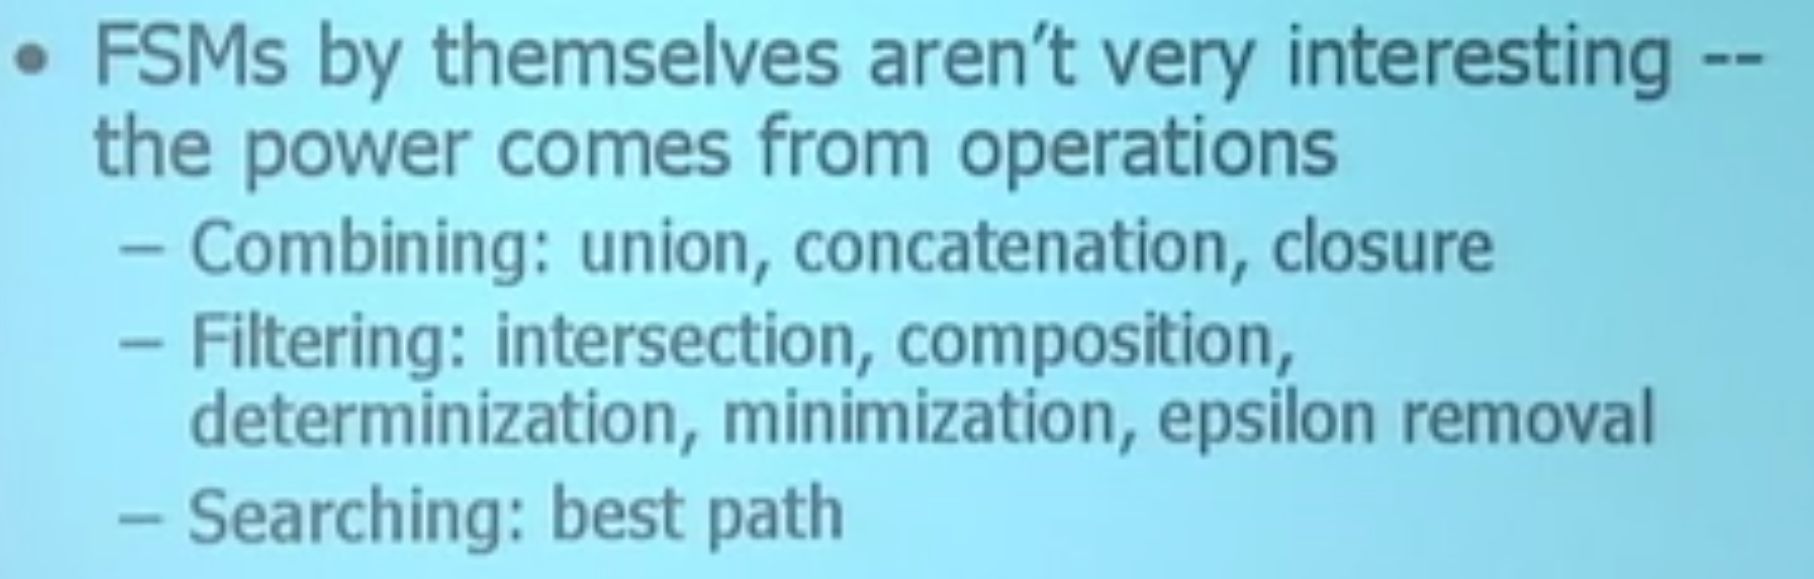 • FSMs by themselves aren't very interesting --
the power comes from operations
– Combining: union, concatenation, closure
– Filtering: intersection, composition,
determinization, minimization, epsilon removal
– Searching: best path